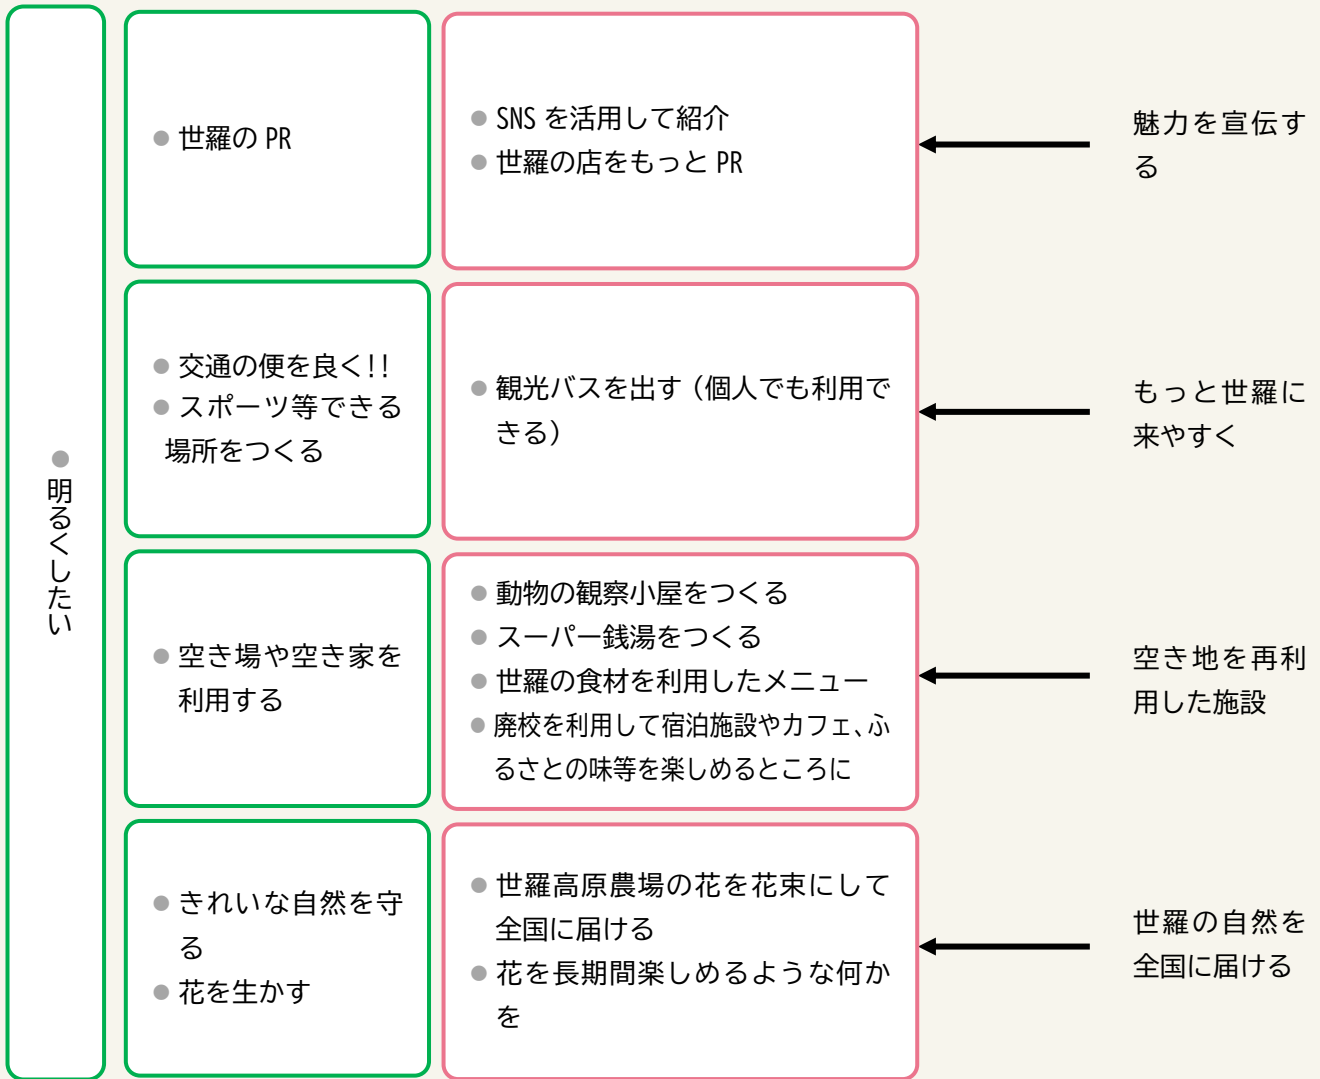 ● 明るくしたい
● 世羅の PR
● SNS を活用して紹介
● 世羅の店をもっと PR
魅力を宣伝す
る
● 交通の便を良く!!
● スポーツ等できる
場所をつくる
● 観光バスを出す（個人でも利用で
きる）
もっと世羅に
来やすく
● 空き場や空き家を
利用する
● 動物の観察小屋をつくる
● スーパー銭湯をつくる
● 世羅の食材を利用したメニュー
● 廃校を利用して宿泊施設やカフェ、ふ
るさとの味等を楽しめるところに
空き地を再利
用した施設
● きれいな自然を守
る
● 花を生かす
● 世羅高原農場の花を花束にして
全国に届ける
● 花を長期間楽しめるような何か
を
世羅の自然を
全国に届ける